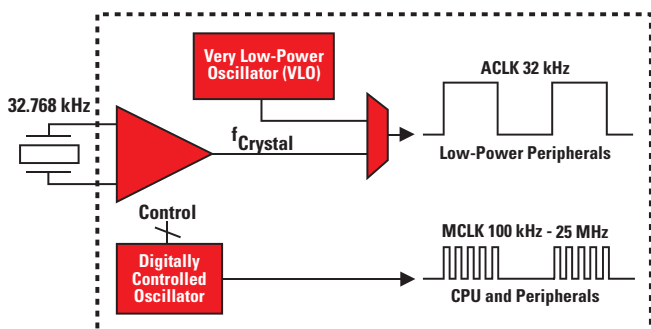 Very Low-Power
Oscillator (VLO)
ACLK 32 kHz
32.768 kHz
fCrystal
Low-Power Peripherals
Control
MCLK 100 kHz - 25 MHz
Digitally
Controlled
Oscillator
CPU and Peripherals